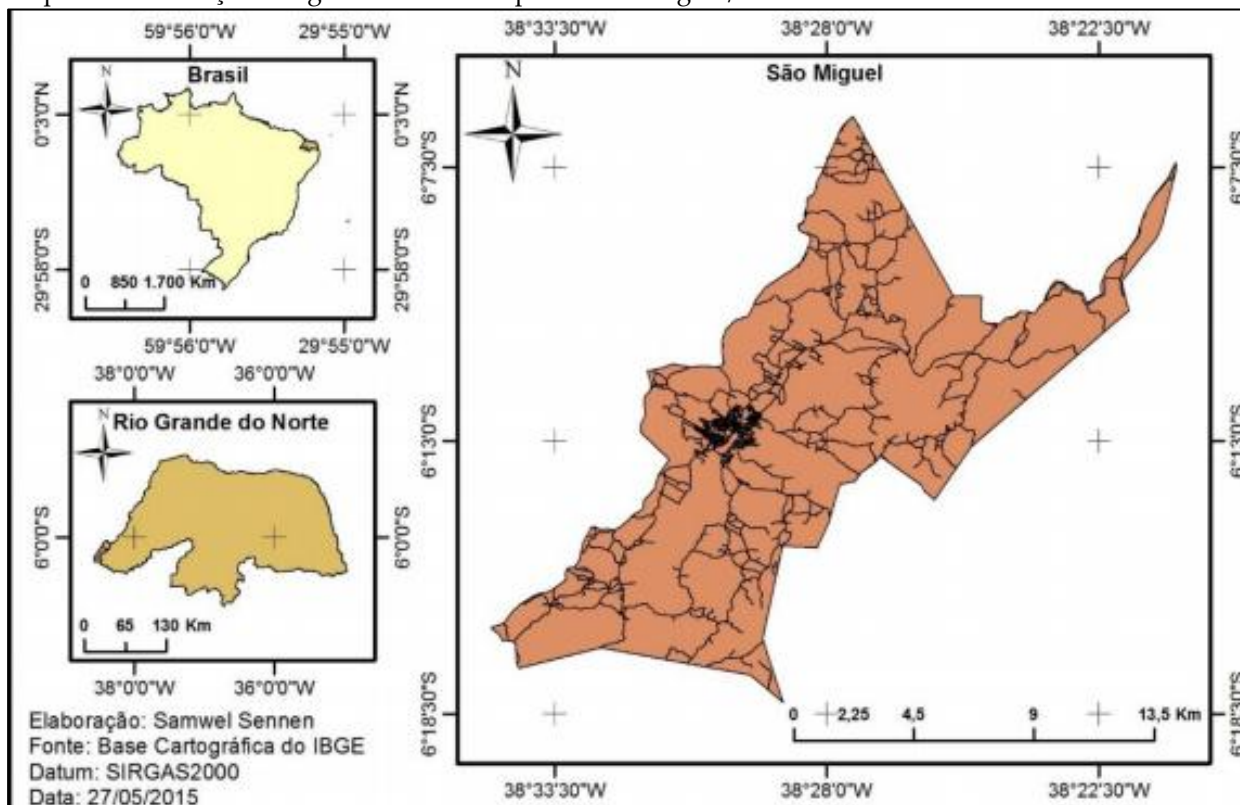 59°56'0"W 29°55'0"W
N
Brasil
0°3'0"N
0°3'0"N
29°58'0"S
29°58'0"S
0 850 1.700 Km
59°56'0"W 29°55'0"W
38°0'0"W 36°0'0"W
N
Rio Grande do Norte
6°0'0"S
6°0'0"S
0 65 130 Km
38°0'0"W 36°0'0"W
Elaboração: Samwel Sennen
Fonte: Base Cartográfica do IBGE
Datum: SIRGAS2000
Data: 27/05/2015
38°33'30"W 38°28'0"W 38°22'30"W
N
São Miguel
6°7'30"S
6°7'30"S
6°13'0"S
6°13'0"S
6°18'30"S
6°18'30"S
0 2,25 4,5 9 13,5 Km
38°33'30"W 38°28'0"W 38°22'30"W